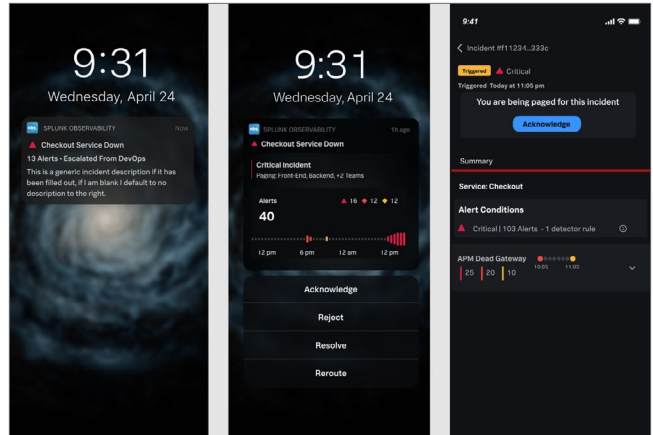 9:31
Wednesday, April 24
SPLUNK OBSERVABILITY Now
Checkout Service Down
13 Alerts • Escalated From DevOps
This is a generic incident description if it has
been filled out, if I am blank I default to no
description to the right.
9:31
Wednesday, April 24
SPLUNK OBSERVABILITY 1h ago
Checkout Service Down
Critical Incident
Paging: Front-End, Backend, +2 Teams
Alerts 16 12 12
40
12 pm 6 pm 12 am 12 pm
Acknowledge
Reject
Resolve
Reroute
9:41
Incident #f11234...333c
Triggered Critical
Triggered Today at 11:05 pm
You are being paged for this incident
Acknowledge
Summary
Service: Checkout
Alert Conditions
Critical | 103 Alerts - 1 detector rule
APM Dead Gateway
25 20 10
10:05 11:05